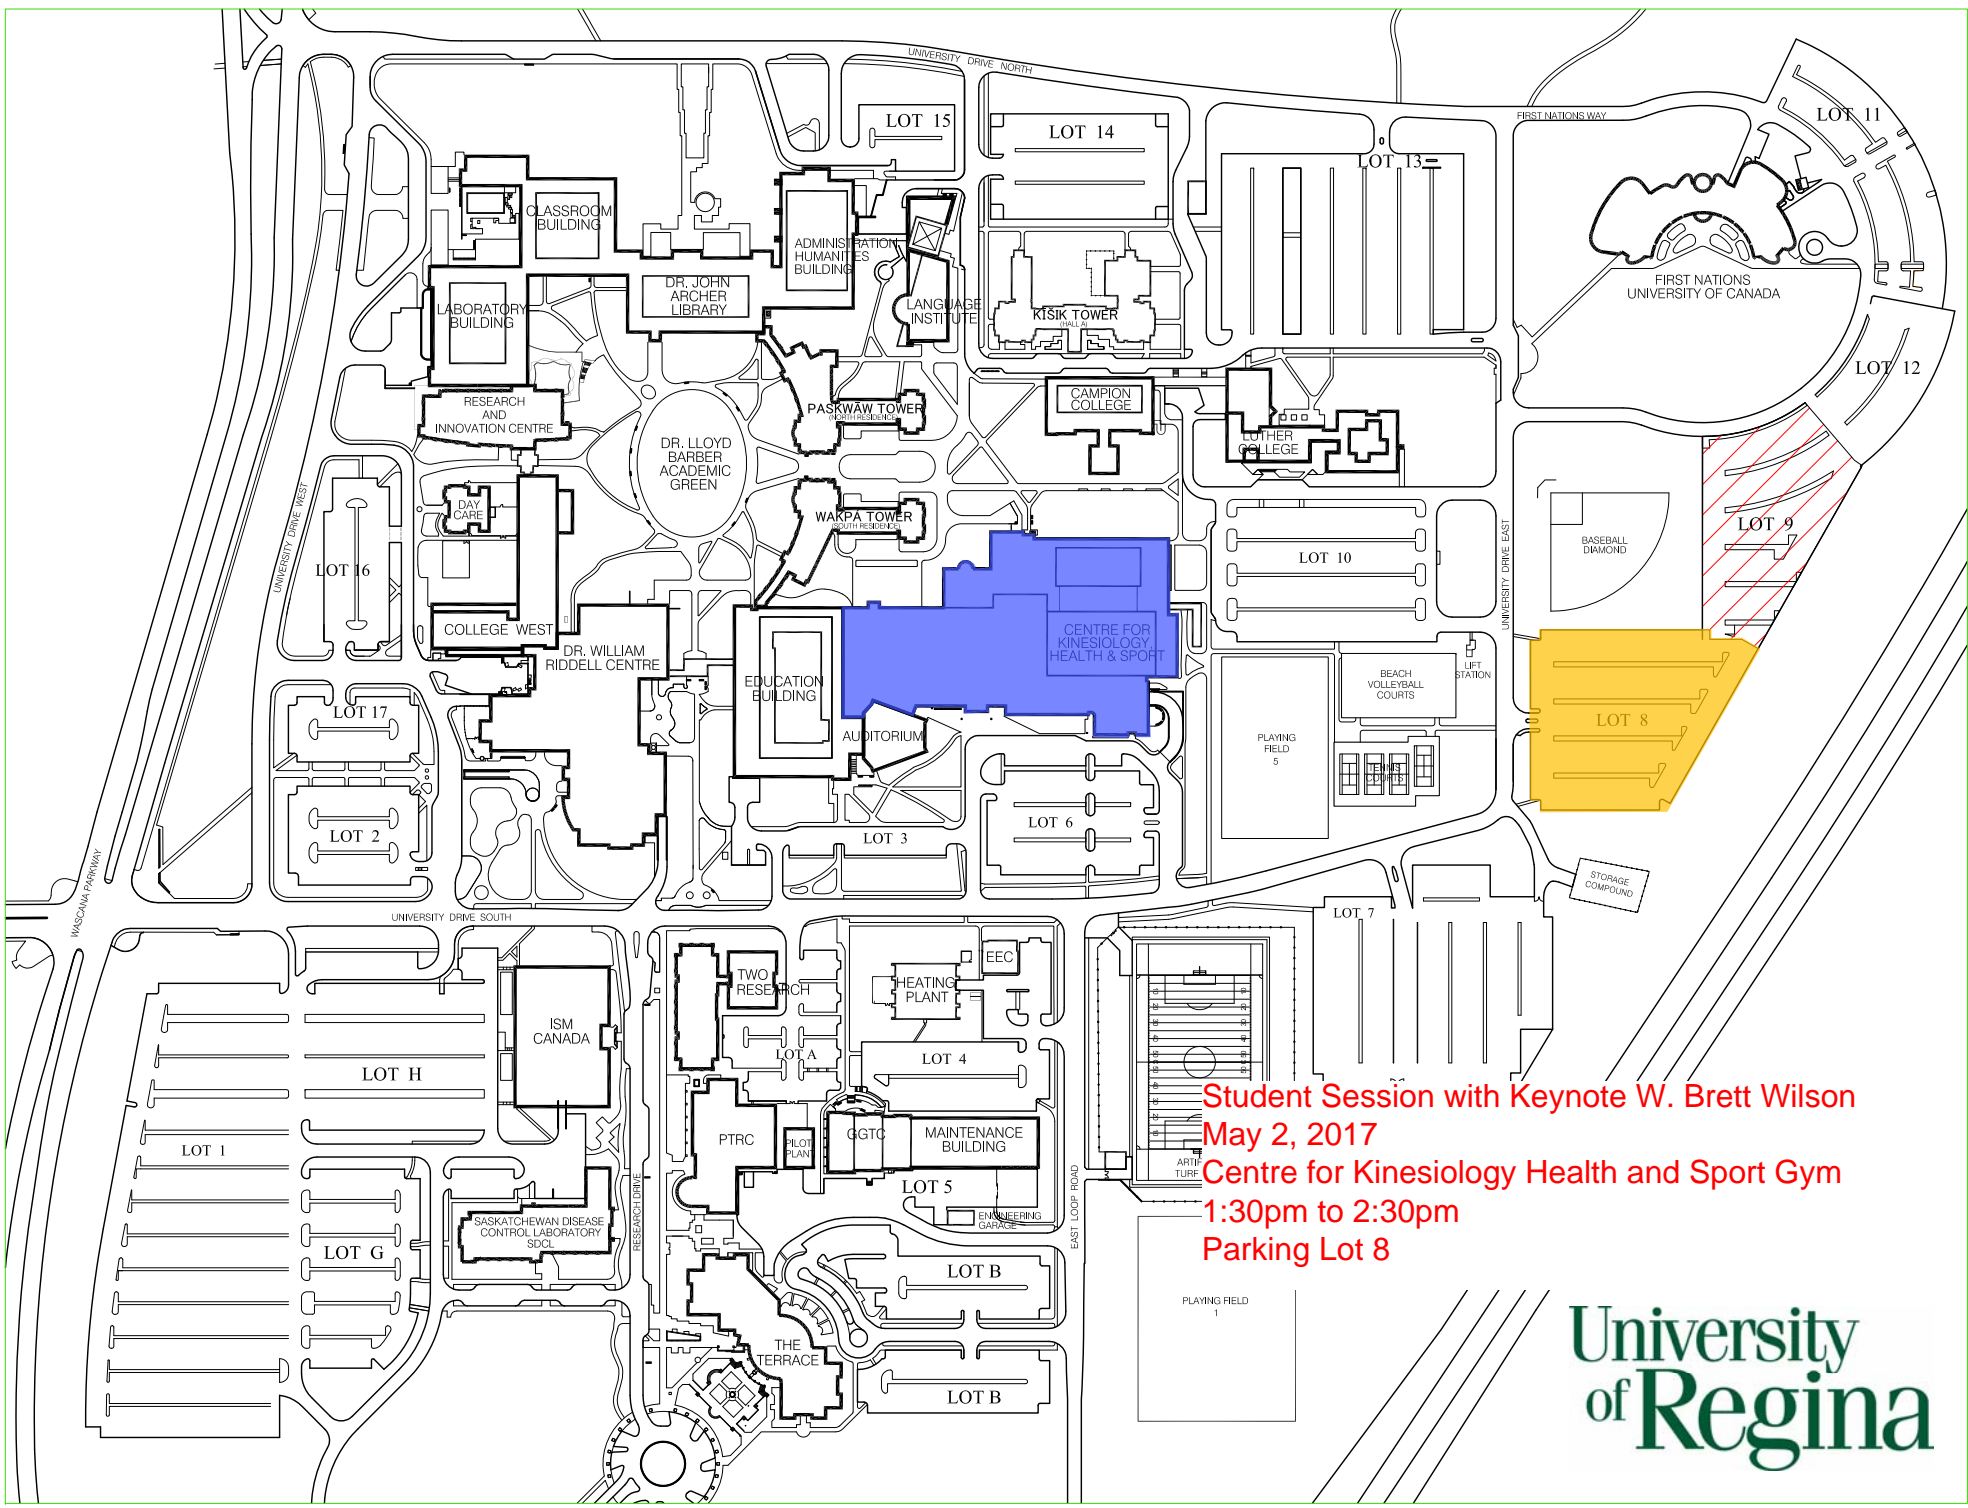 UNIVERSITY DRIVE NORTH
FIRST NATIONS WAY
LOT 11
LOT 15
LOT 14
LOT 13
CLASSROOM
BUILDING
ADMINISTRATION
HUMANITIES
BUILDING
DR. JOHN
ARCHER
LIBRARY
LABORATORY
BUILDING
LANGUAGE
INSTITUTE
KĪŠIK TOWER
(HALL A)
FIRST NATIONS
UNIVERSITY OF CANADA
LOT 12
RESEARCH
AND
INNOVATION CENTRE
PASKWĀW TOWER
(NORTH RESIDENCE)
CAMPION
COLLEGE
LUTHER
COLLEGE
DR. LLOYD
BARBER
ACADEMIC
GREEN
DAY
CARE
WAKPÁ TOWER
(SOUTH RESIDENCE)
UNIVERSITY DRIVE WEST
LOT 16
LOT 10
UNIVERSITY DRIVE EAST
BASEBALL
DIAMOND
LOT 9
COLLEGE WEST
DR. WILLIAM
RIDDELL CENTRE
EDUCATION
BUILDING
CENTRE FOR
KINESIOLOGY,
HEALTH & SPORT
BEACH
VOLLEYBALL
COURTS
LIFT
STATION
LOT 8
LOT 17
AUDITORIUM
PLAYING
FIELD
5
TENNIS
COURTS
LOT 2
LOT 3
LOT 6
STORAGE
COMPOUND
WASCANA PARKWAY
UNIVERSITY DRIVE SOUTH
LOT 7
TWO
RESEARCH
HEATING
PLANT
EEC
ISM
CANADA
LOT A
LOT 4
LOT H
LOT 1
PTRC
PILOT
PLANT
GGTC
MAINTENANCE
BUILDING
LOT 5
ENGINEERING
GARAGE
EAST LOOP ROAD
RESEARCH DRIVE
SASKATCHEWAN DISEASE
CONTROL LABORATORY
SDCL
LOT G
LOT B
THE
TERRACE
LOT B
ARTIF
TURF
Student Session with Keynote W. Brett Wilson
May 2, 2017
Centre for Kinesiology Health and Sport Gym
1:30pm to 2:30pm
Parking Lot 8
PLAYING FIELD
1
University
of Regina